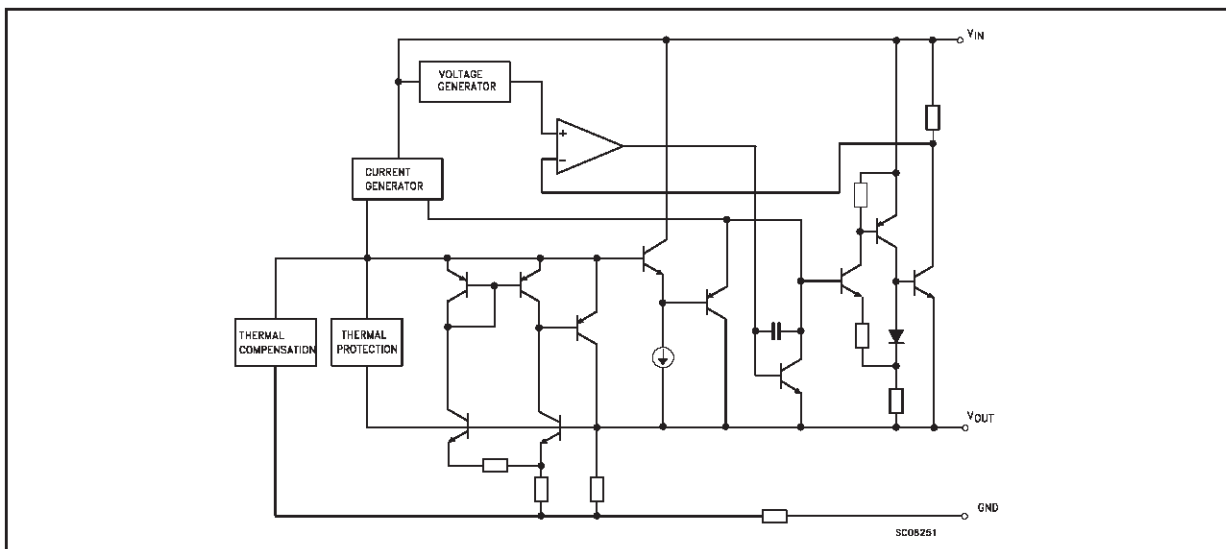 VIN
VOLTAGE
GENERATOR
+
−
CURRENT
GENERATOR
THERMAL
COMPENSATION
THERMAL
PROTECTION
VOUT
GND
SC08251